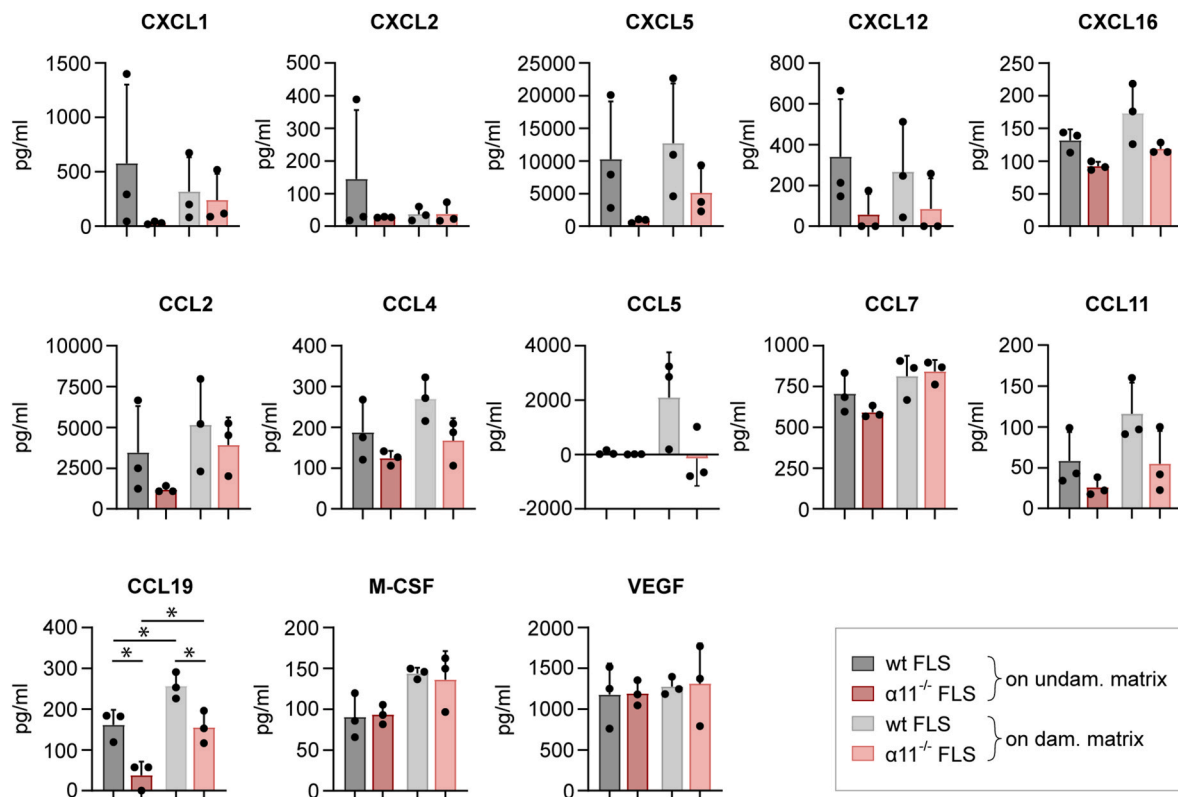 CXCL1 CXCL2 CXCL5 CXCL12 CXCL16
pg/ml 1500 1000 500 0
pg/ml 500 400 300 200 100 0
pg/ml 25000 20000 15000 10000 5000 0
pg/ml 800 600 400 200 0
pg/ml 250 200 150 100 50 0
CCL2 CCL4 CCL5 CCL7 CCL11
pg/ml 10000 7500 5000 2500 0
pg/ml 400 300 200 100 0
pg/ml 4000 2000 0 -2000
pg/ml 1000 750 500 250 0
pg/ml 150 100 50 0
CCL19 M-CSF VEGF
pg/ml 400 300 200 100 0
* * * *
pg/ml 200 150 100 50 0
pg/ml 2000 1500 1000 500 0
wt FLS
α11-/- FLS
on undam. matrix
wt FLS
α11-/- FLS
on dam. matrix